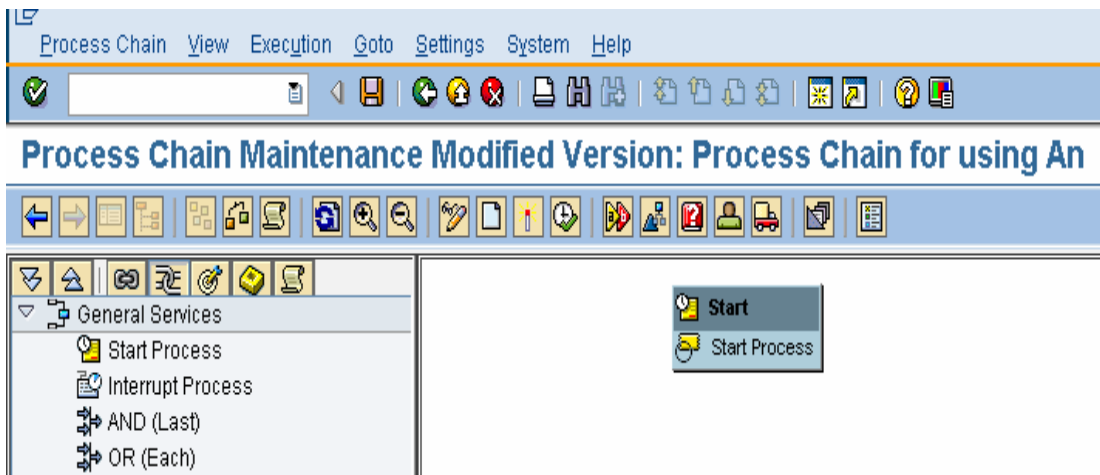 Process Chain View Execution Goto Settings System Help
Process Chain Maintenance Modified Version: Process Chain for using An
General Services
Start Process
Interrupt Process
AND (Last)
OR (Each)
Start
Start Process